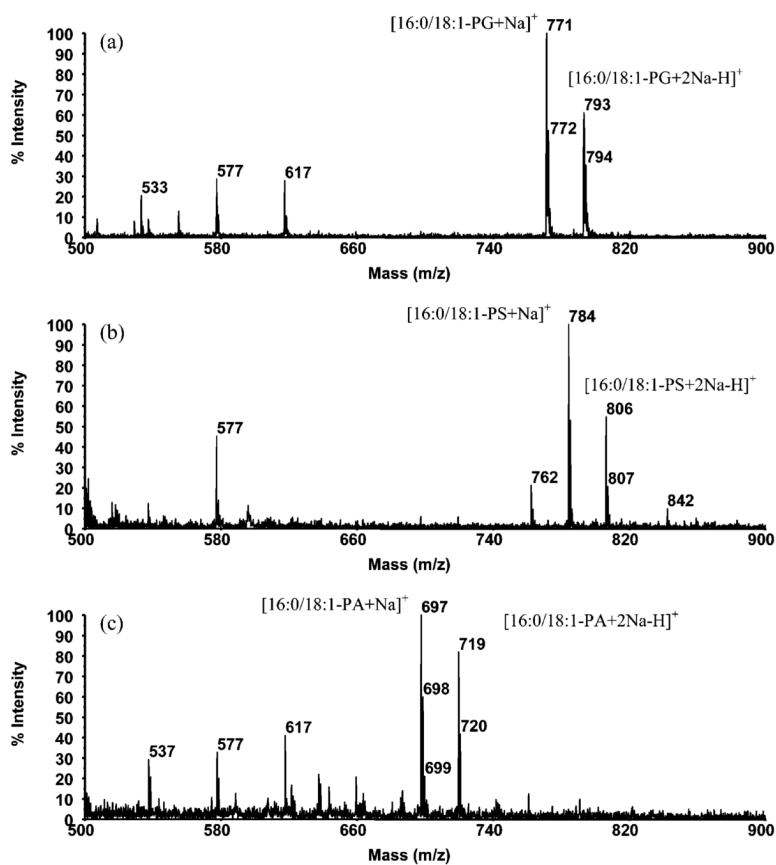 (a)
[16:0/18:1-PG+Na]⁺ 771
[16:0/18:1-PG+2Na-H]⁺
793
772
794
577
617
533
100
90
80
70
60
50
40
30
20
10
0
% Intensity
500 580 660 740 820 900
Mass (m/z)
(b)
[16:0/18:1-PS+Na]⁺ 784
[16:0/18:1-PS+2Na-H]⁺
806
577
762
807
842
100
90
80
70
60
50
40
30
20
10
0
% Intensity
500 580 660 740 820 900
Mass (m/z)
[16:0/18:1-PA+Na]⁺ 697
(c)
[16:0/18:1-PA+2Na-H]⁺
719
698
720
617
537
577
699
100
90
80
70
60
50
40
30
20
10
0
% Intensity
500 580 660 740 820 900
Mass (m/z)